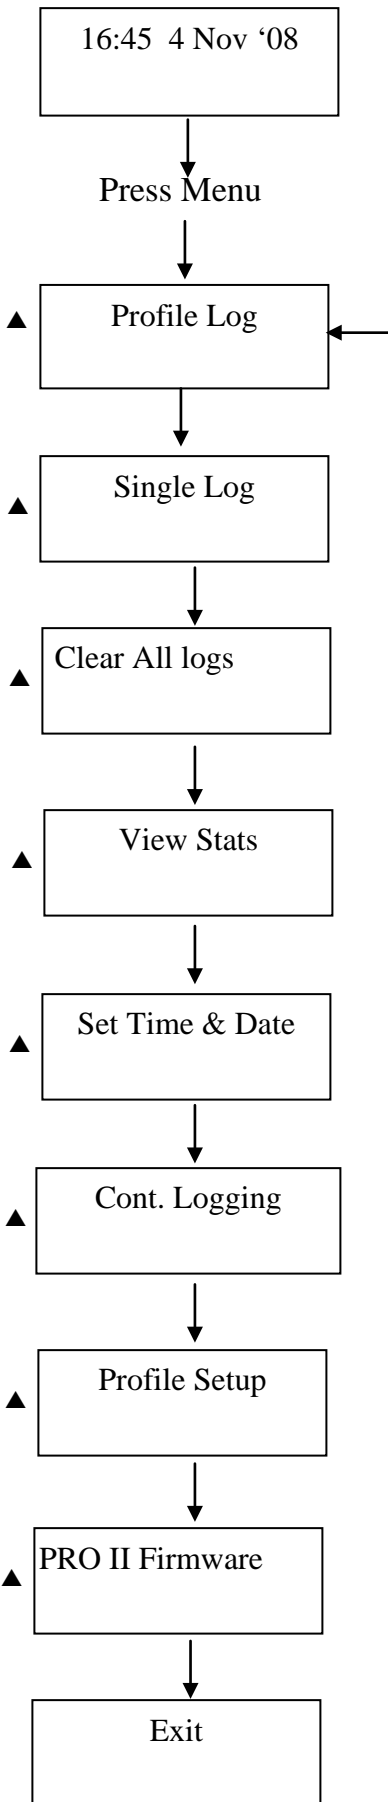 16:45 4 Nov ‘08
Press Menu
Profile Log
Single Log
Clear All logs
View Stats
Set Time & Date
Cont. Logging
Profile Setup
PRO II Firmware
Exit